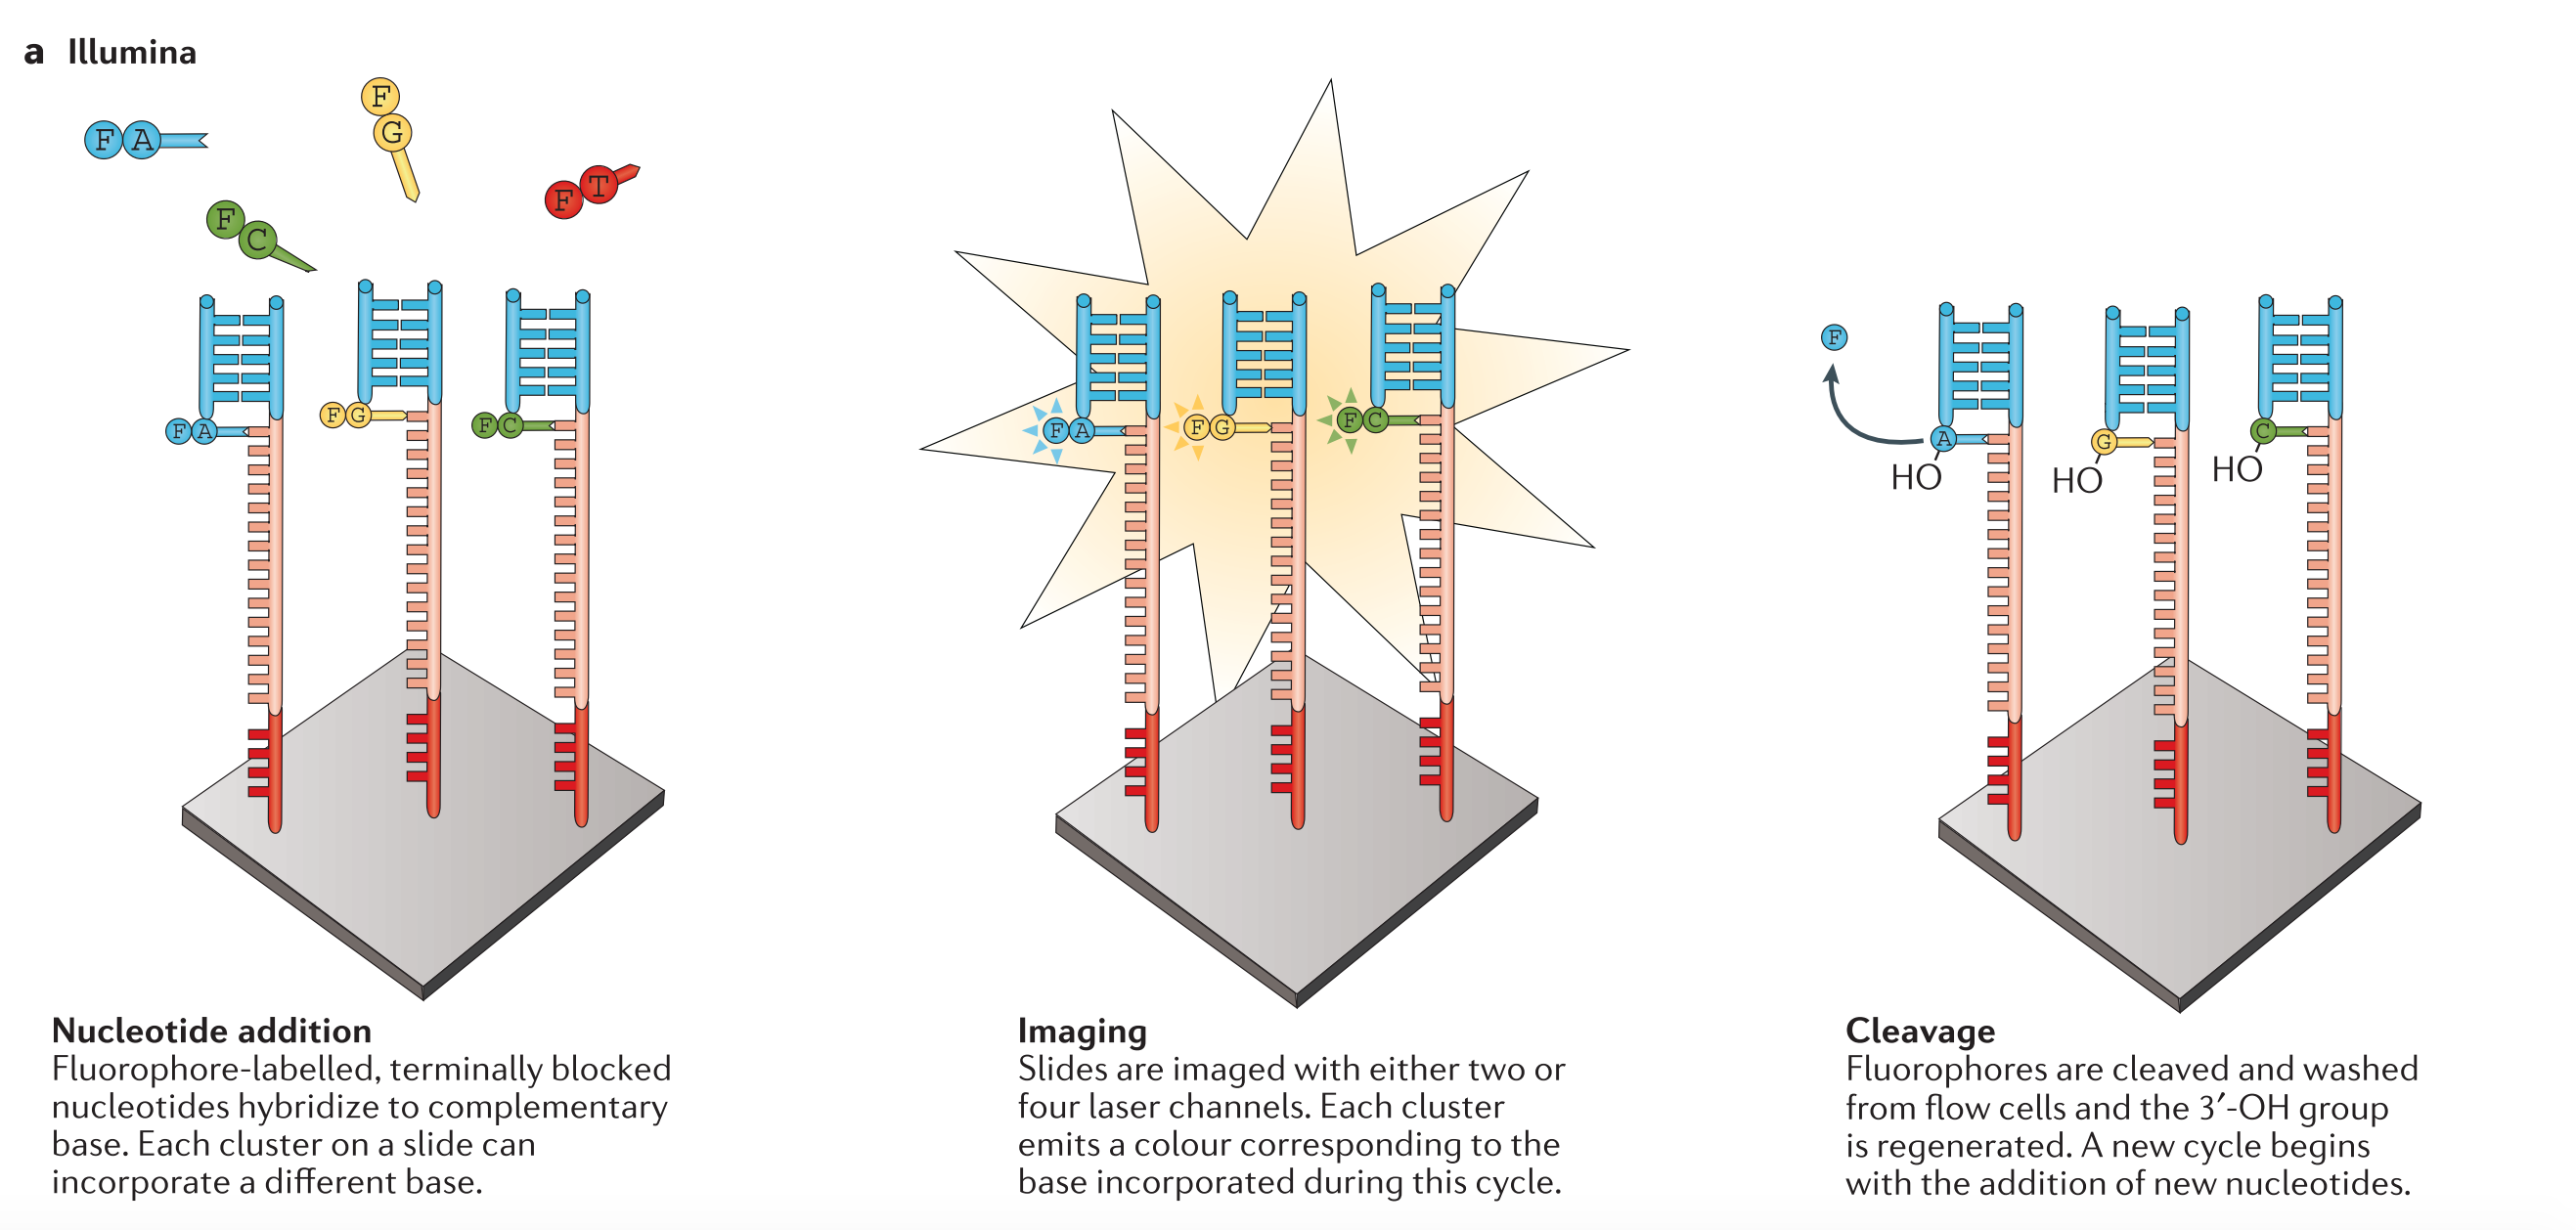 a Illumina
F
F A
G
F T
F C
F A
F G
F C
Nucleotide addition
Fluorophore-labelled, terminally blocked
nucleotides hybridize to complementary
base. Each cluster on a slide can
incorporate a different base.
F A
F G
F C
Imaging
Slides are imaged with either two or
four laser channels. Each cluster
emits a colour corresponding to the
base incorporated during this cycle.
F
A
HO
G
HO
C
HO
Cleavage
Fluorophores are cleaved and washed
from flow cells and the 3′-OH group
is regenerated. A new cycle begins
with the addition of new nucleotides.